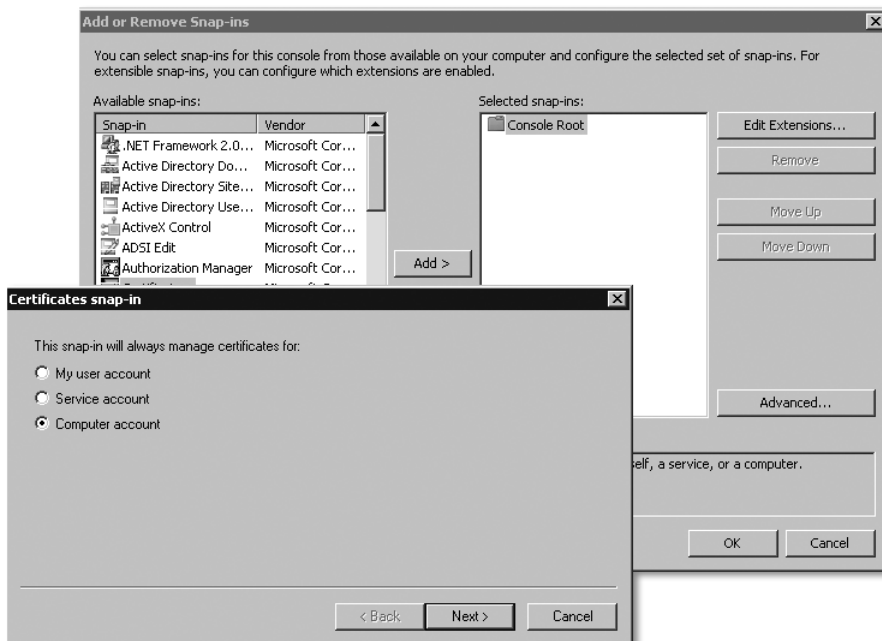 Add or Remove Snap-ins
You can select snap-ins for this console from those available on your computer and configure the selected set of snap-ins. For
extensible snap-ins, you can configure which extensions are enabled.
Available snap-ins:
Snap-in Vendor
.NET Framework 2.0... Microsoft Cor...
Active Directory Do... Microsoft Cor...
Active Directory Site... Microsoft Cor...
Active Directory Use... Microsoft Cor...
ActiveX Control Microsoft Cor...
ADSI Edit Microsoft Cor...
Authorization Manager Microsoft Cor...
Add >
Selected snap-ins:
Console Root
Edit Extensions...
Remove
Move Up
Move Down
Advanced...
self, a service, or a computer.
OK Cancel
Certificates snap-in
This snap-in will always manage certificates for:
My user account
Service account
Computer account
< Back Next > Cancel